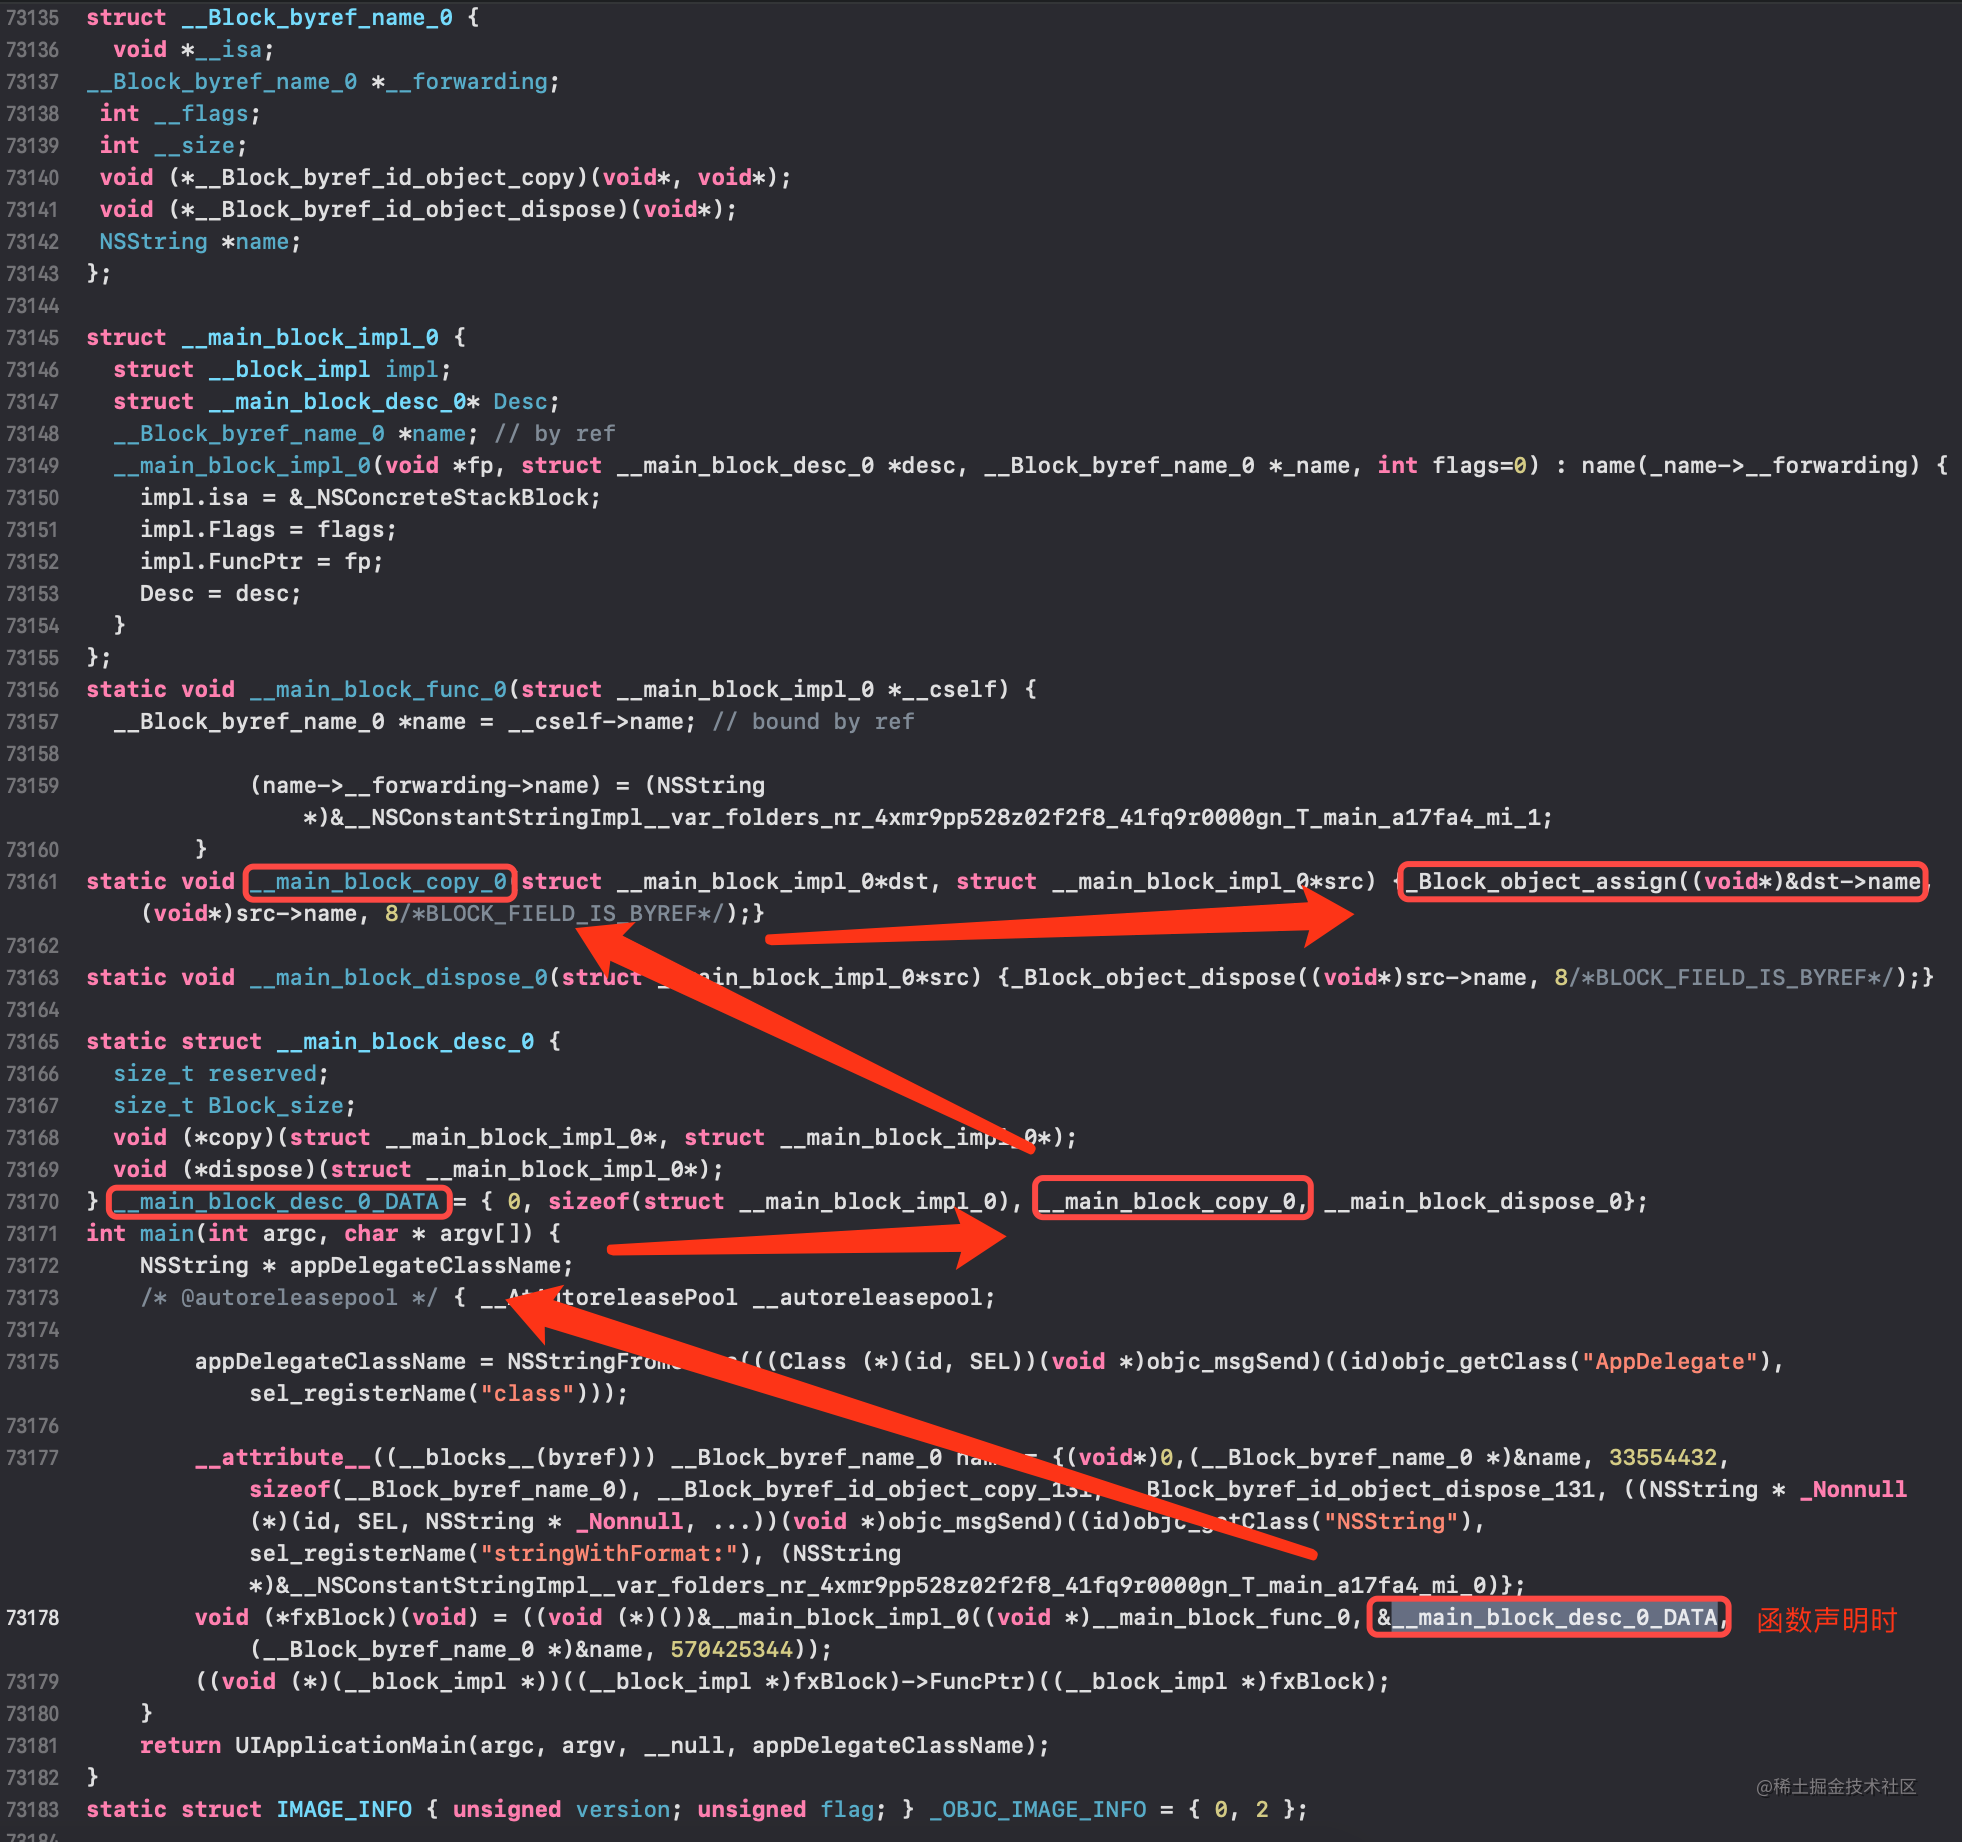 73135 struct __Block_byref_name_0 {
73136 void *__isa;
73137 __Block_byref_name_0 *__forwarding;
73138 int __flags;
73139 int __size;
73140 void (*__Block_byref_id_object_copy)(void*, void*);
73141 void (*__Block_byref_id_object_dispose)(void*);
73142 NSString *name;
73143 };
73144
73145 struct __main_block_impl_0 {
73146 struct __block_impl impl;
73147 struct __main_block_desc_0* Desc;
73148 __Block_byref_name_0 *name; // by ref
73149 __main_block_impl_0(void *fp, struct __main_block_desc_0 *desc, __Block_byref_name_0 *_name, int flags=0) : name(_name->__forwarding) {
73150 impl.isa = &_NSConcreteStackBlock;
73151 impl.Flags = flags;
73152 impl.FuncPtr = fp;
73153 Desc = desc;
73154 }
73155 };
73156 static void __main_block_func_0(struct __main_block_impl_0 *__cself) {
73157 __Block_byref_name_0 *name = __cself->name; // bound by ref
73158
73159 (name->__forwarding->name) = (NSString
*)&__NSConstantStringImpl__var_folders_nr_4xmr9pp528z02f2f8_41fq9r0000gn_T_main_a17fa4_mi_1;
73160 }
73161 static void __main_block_copy_0(struct __main_block_impl_0*dst, struct __main_block_impl_0*src) {_Block_object_assign((void*)&dst->name,
(void*)src->name, 8/*BLOCK_FIELD_IS_BYREF*/);}
73162
73163 static void __main_block_dispose_0(struct __main_block_impl_0*src) {_Block_object_dispose((void*)src->name, 8/*BLOCK_FIELD_IS_BYREF*/);}
73164
73165 static struct __main_block_desc_0 {
73166 size_t reserved;
73167 size_t Block_size;
73168 void (*copy)(struct __main_block_impl_0*, struct __main_block_impl_0*);
73169 void (*dispose)(struct __main_block_impl_0*);
73170 } __main_block_desc_0_DATA = { 0, sizeof(struct __main_block_impl_0), __main_block_copy_0, __main_block_dispose_0};
73171 int main(int argc, char * argv[]) {
73172 NSString * appDelegateClassName;
73173 /* @autoreleasepool */ { __AtAutoreleasePool __autoreleasepool;
73174
73175 appDelegateClassName = (((Class (*)(id, SEL))(void *)objc_msgSend)((id)objc_getClass("AppDelegate"),
sel_registerName("class")));
73176
73177 __attribute__((__blocks__(byref))) __Block_byref_name_0 name = {(void*)0,(__Block_byref_name_0 *)&name, 33554432,
sizeof(__Block_byref_name_0), __Block_byref_id_object_copy_131, __Block_byref_id_object_dispose_131, ((NSString * _Nonnull
(*)(id, SEL, NSString * _Nonnull, ...))(void *)objc_msgSend)((id)objc_getClass("NSString"),
sel_registerName("stringWithFormat:"), (NSString
*)&__NSConstantStringImpl__var_folders_nr_4xmr9pp528z02f2f8_41fq9r0000gn_T_main_a17fa4_mi_0)};
73178 void (*fxBlock)(void) = ((void (*)())&__main_block_impl_0((void *)__main_block_func_0, &__main_block_desc_0_DATA, 函数声明时
(__Block_byref_name_0 *)&name, 570425344));
73179 ((void (*)(__block_impl *))((__block_impl *)fxBlock)->FuncPtr)((__block_impl *)fxBlock);
73180 }
73181 return UIApplicationMain(argc, argv, __null, appDelegateClassName);
73182 }
@稀土掘金技术社区
73183 static struct IMAGE_INFO { unsigned version; unsigned flag; } _OBJC_IMAGE_INFO = { 0, 2 };